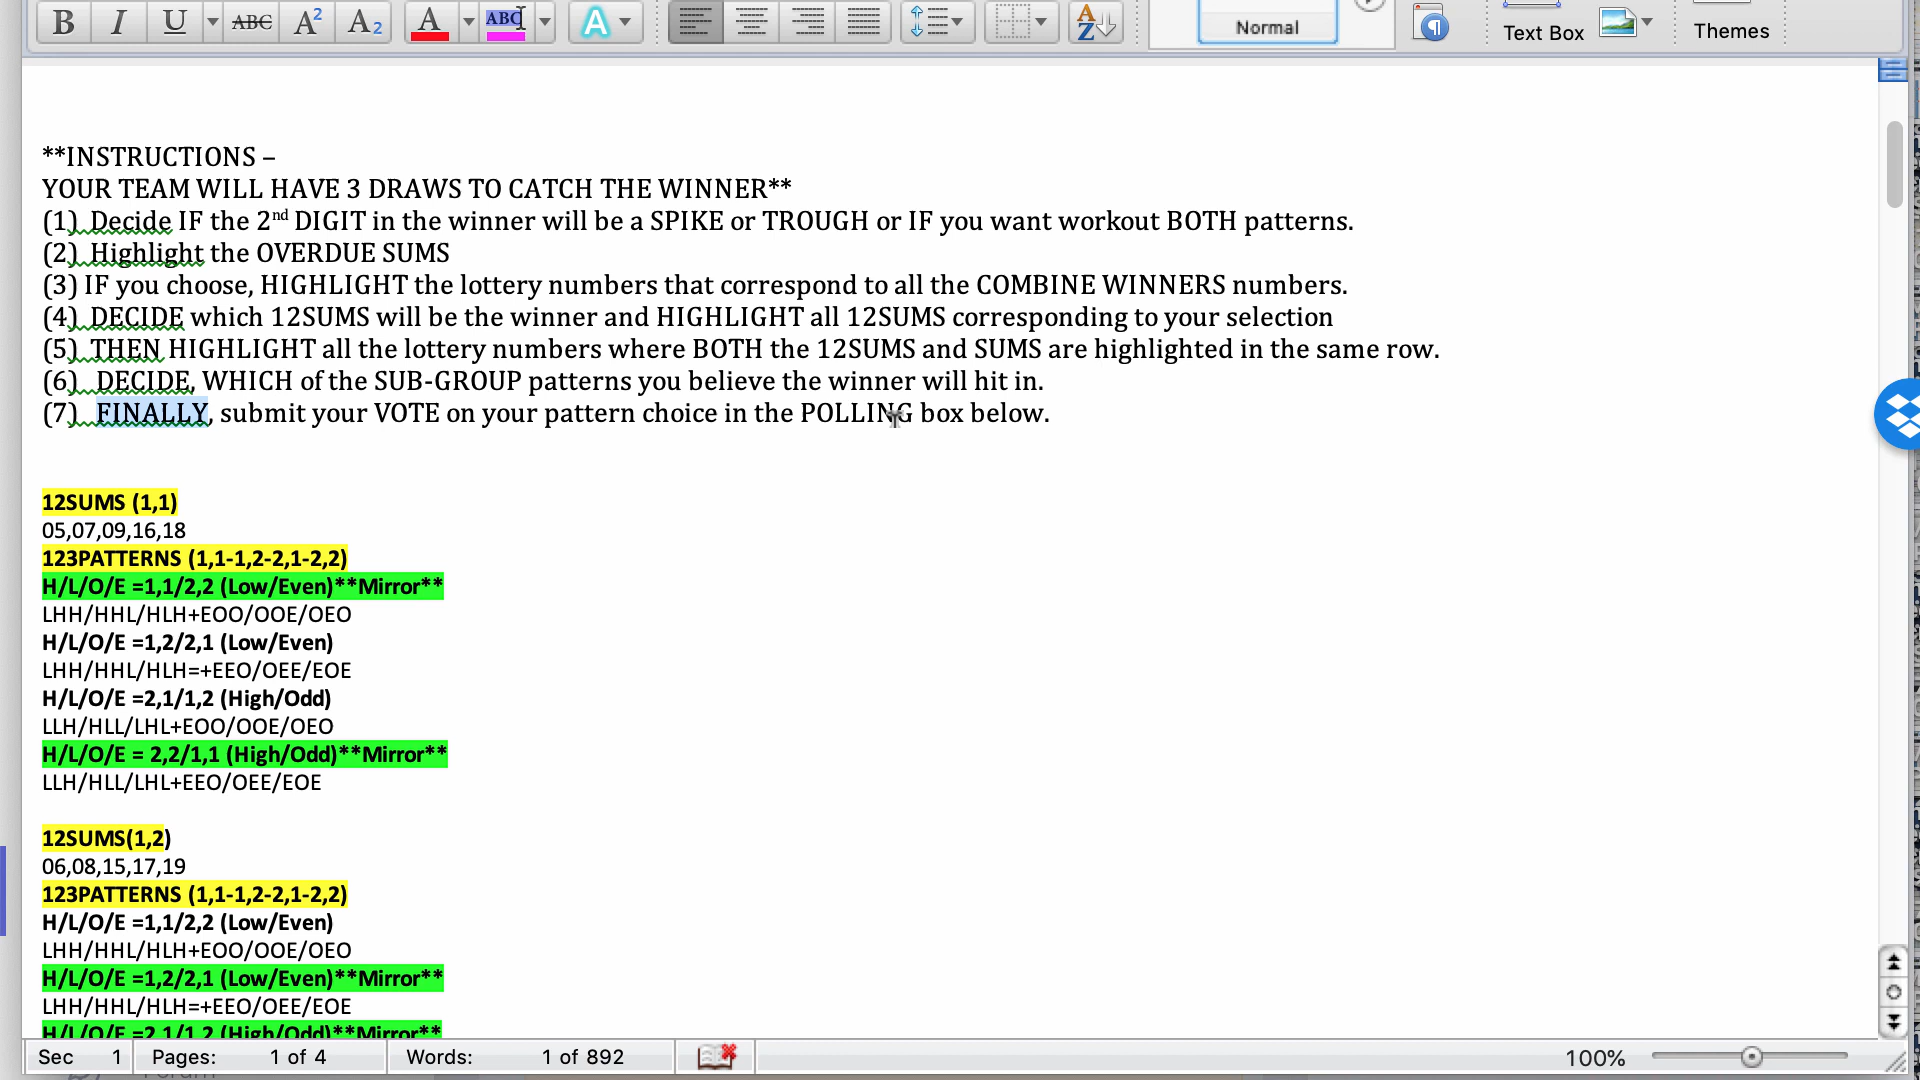 B I U ABC A2 A2 A ABC A
Normal
Text Box
Themes
**INSTRUCTIONS –
YOUR TEAM WILL HAVE 3 DRAWS TO CATCH THE WINNER**
(1) Decide IF the 2nd DIGIT in the winner will be a SPIKE or TROUGH or IF you want workout BOTH patterns.
(2) Highlight the OVERDUE SUMS
(3) IF you choose, HIGHLIGHT the lottery numbers that correspond to all the COMBINE WINNERS numbers.
(4) DECIDE which 12SUMS will be the winner and HIGHLIGHT all 12SUMS corresponding to your selection
(5) THEN HIGHLIGHT all the lottery numbers where BOTH the 12SUMS and SUMS are highlighted in the same row.
(6) DECIDE, WHICH of the SUB-GROUP patterns you believe the winner will hit in.
(7) FINALLY, submit your VOTE on your pattern choice in the POLLING box below.
12SUMS (1,1)
05,07,09,16,18
123PATTERNS (1,1-1,2-2,1-2,2)
H/L/O/E =1,1/2,2 (Low/Even)**Mirror**
LHH/HHL/HLH+EOO/OOE/OEO
H/L/O/E =1,2/2,1 (Low/Even)
LHH/HHL/HLH=+EEO/OEE/EOE
H/L/O/E =2,1/1,2 (High/Odd)
LLH/HLL/LHL+EOO/OOE/OEO
H/L/O/E = 2,2/1,1 (High/Odd)**Mirror**
LLH/HLL/LHL+EEO/OEE/EOE
12SUMS(1,2)
06,08,15,17,19
123PATTERNS (1,1-1,2-2,1-2,2)
H/L/O/E =1,1/2,2 (Low/Even)
LHH/HHL/HLH+EOO/OOE/OEO
H/L/O/E =1,2/2,1 (Low/Even)**Mirror**
LHH/HHL/HLH=+EEO/OEE/EOE
H/L/O/E =2,1/1,2 (High/Odd)**Mirror**
Sec 1 Pages: 1 of 4 Words: 1 of 892 100%